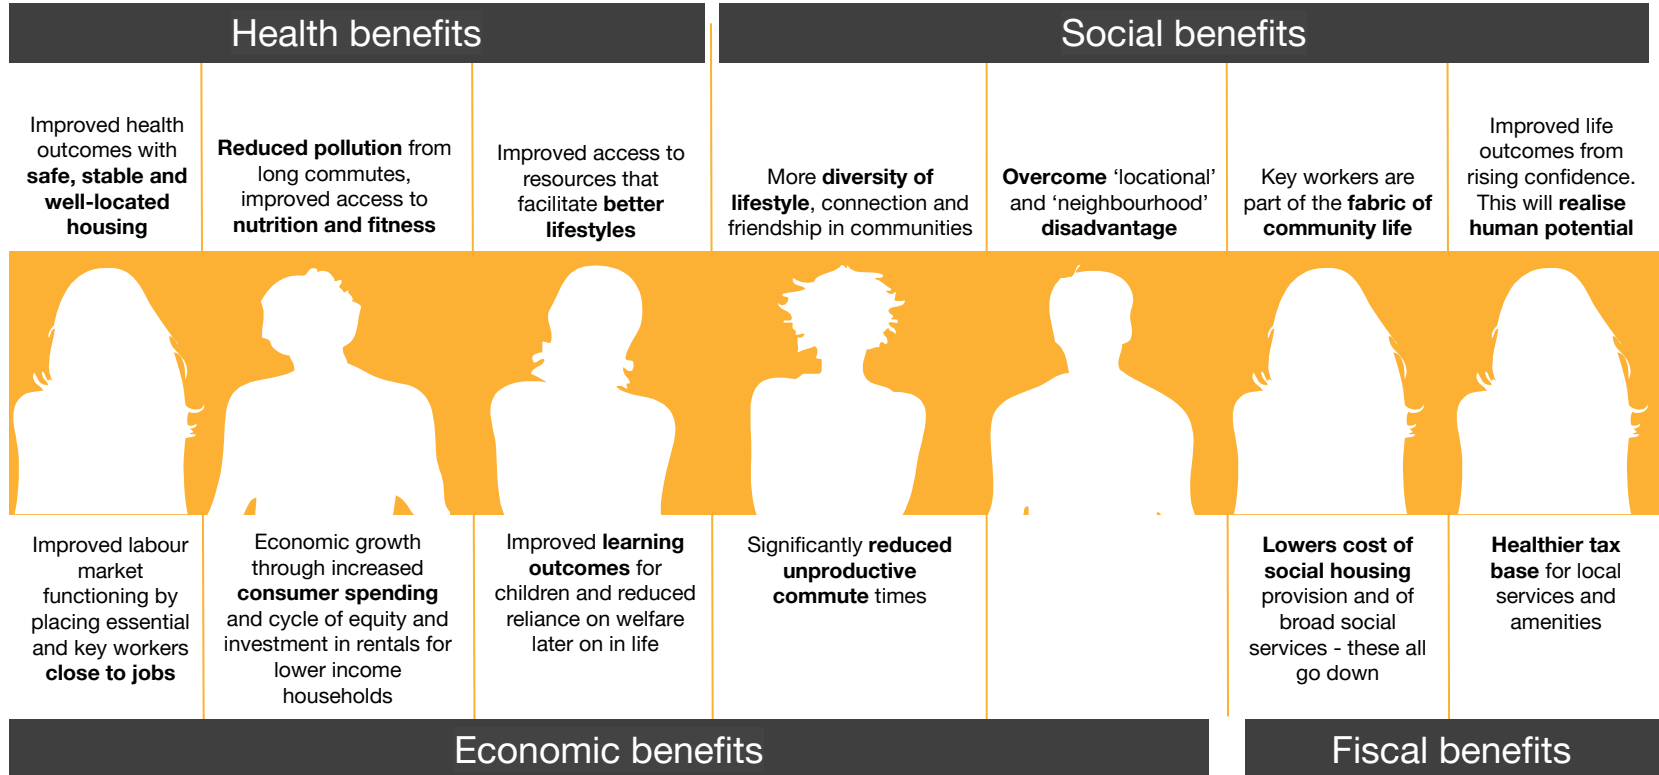 Health benefits
Social benefits
Improved health
outcomes with
safe, stable and
well-located
housing
Reduced pollution from
long commutes,
improved access to
nutrition and fitness
Improved access to
resources that
facilitate better
lifestyles
More diversity of
lifestyle, connection and
friendship in communities
Overcome ‘locational’
and ‘neighbourhood’
disadvantage
Key workers are
part of the fabric of
community life
Improved life
outcomes from
rising confidence.
This will realise
human potential
Improved labour
market
functioning by
placing essential
and key workers
close to jobs
Economic growth
through increased
consumer spending
and cycle of equity and
investment in rentals for
lower income
households
Improved learning
outcomes for
children and reduced
reliance on welfare
later on in life
Significantly reduced
unproductive
commute times
Lowers cost of
social housing
provision and of
broad social
services - these all
go down
Healthier tax
base for local
services and
amenities
Economic benefits
Fiscal benefits